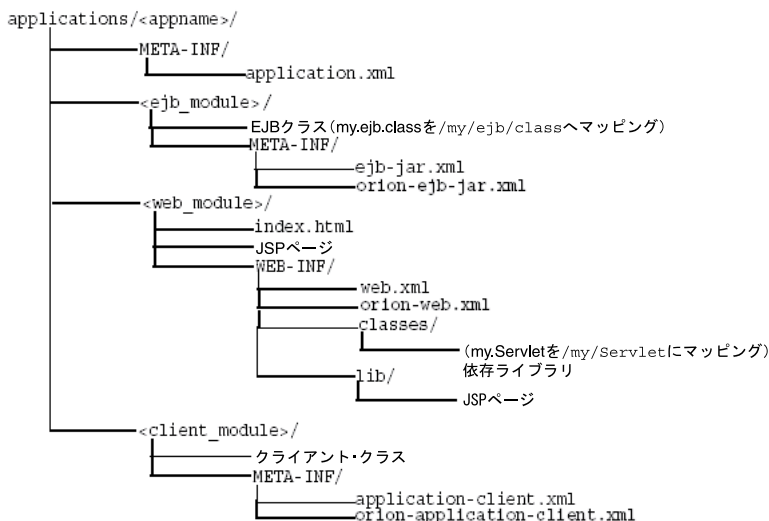 applications/<appname>/
META-INF/
application.xml
<ejb_module>/
EJBクラス(my.ejb.classを/my/ejb/classへマッピング)
META-INF/
ejb-jar.xml
orion-ejb-jar.xml
<web_module>/
index.html
JSPページ
WEB-INF/
web.xml
orion-web.xml
classes/
(my.Servletを/my/Servletにマッピング)
依存ライブラリ
lib/
JSPページ
<client_module>/
クライアント・クラス
META-INF/
application-client.xml
orion-application-client.xml